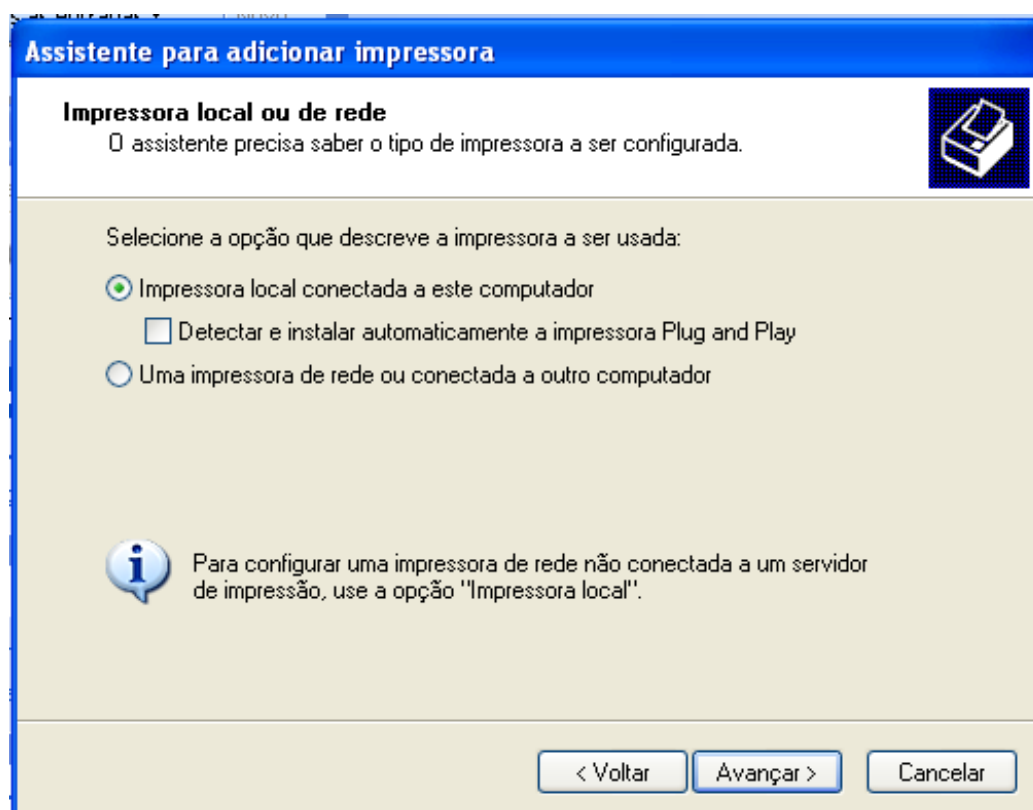 Assistente para adicionar impressora
Impressora local ou de rede
O assistente precisa saber o tipo de impressora a ser configurada.
Selecione a opção que descreve a impressora a ser usada:
Impressora local conectada a este computador
Detectar e instalar automaticamente a impressora Plug and Play
Uma impressora de rede ou conectada a outro computador
Para configurar uma impressora de rede não conectada a um servidor
de impressão, use a opção "Impressora local".
< Voltar
Avançar >
Cancelar